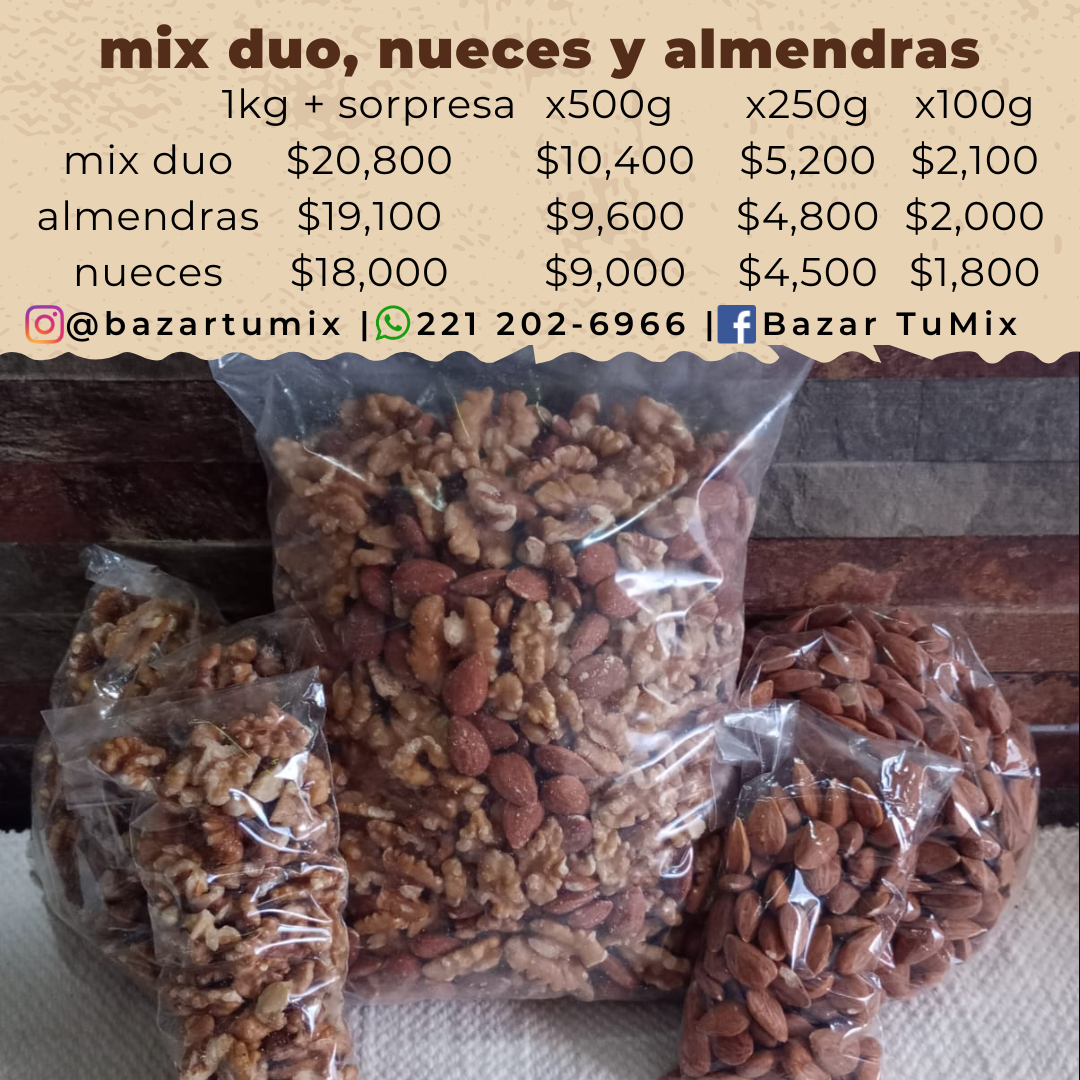 mix duo, nueces y almendras
1kg + sorpresa x500g x250g x100g
mix duo $20,800 $10,400 $5,200 $2,100
almendras $19,100 $9,600 $4,800 $2,000
nueces $18,000 $9,000 $4,500 $1,800
@bazartumix | 221 202-6966 | Bazar TuMix